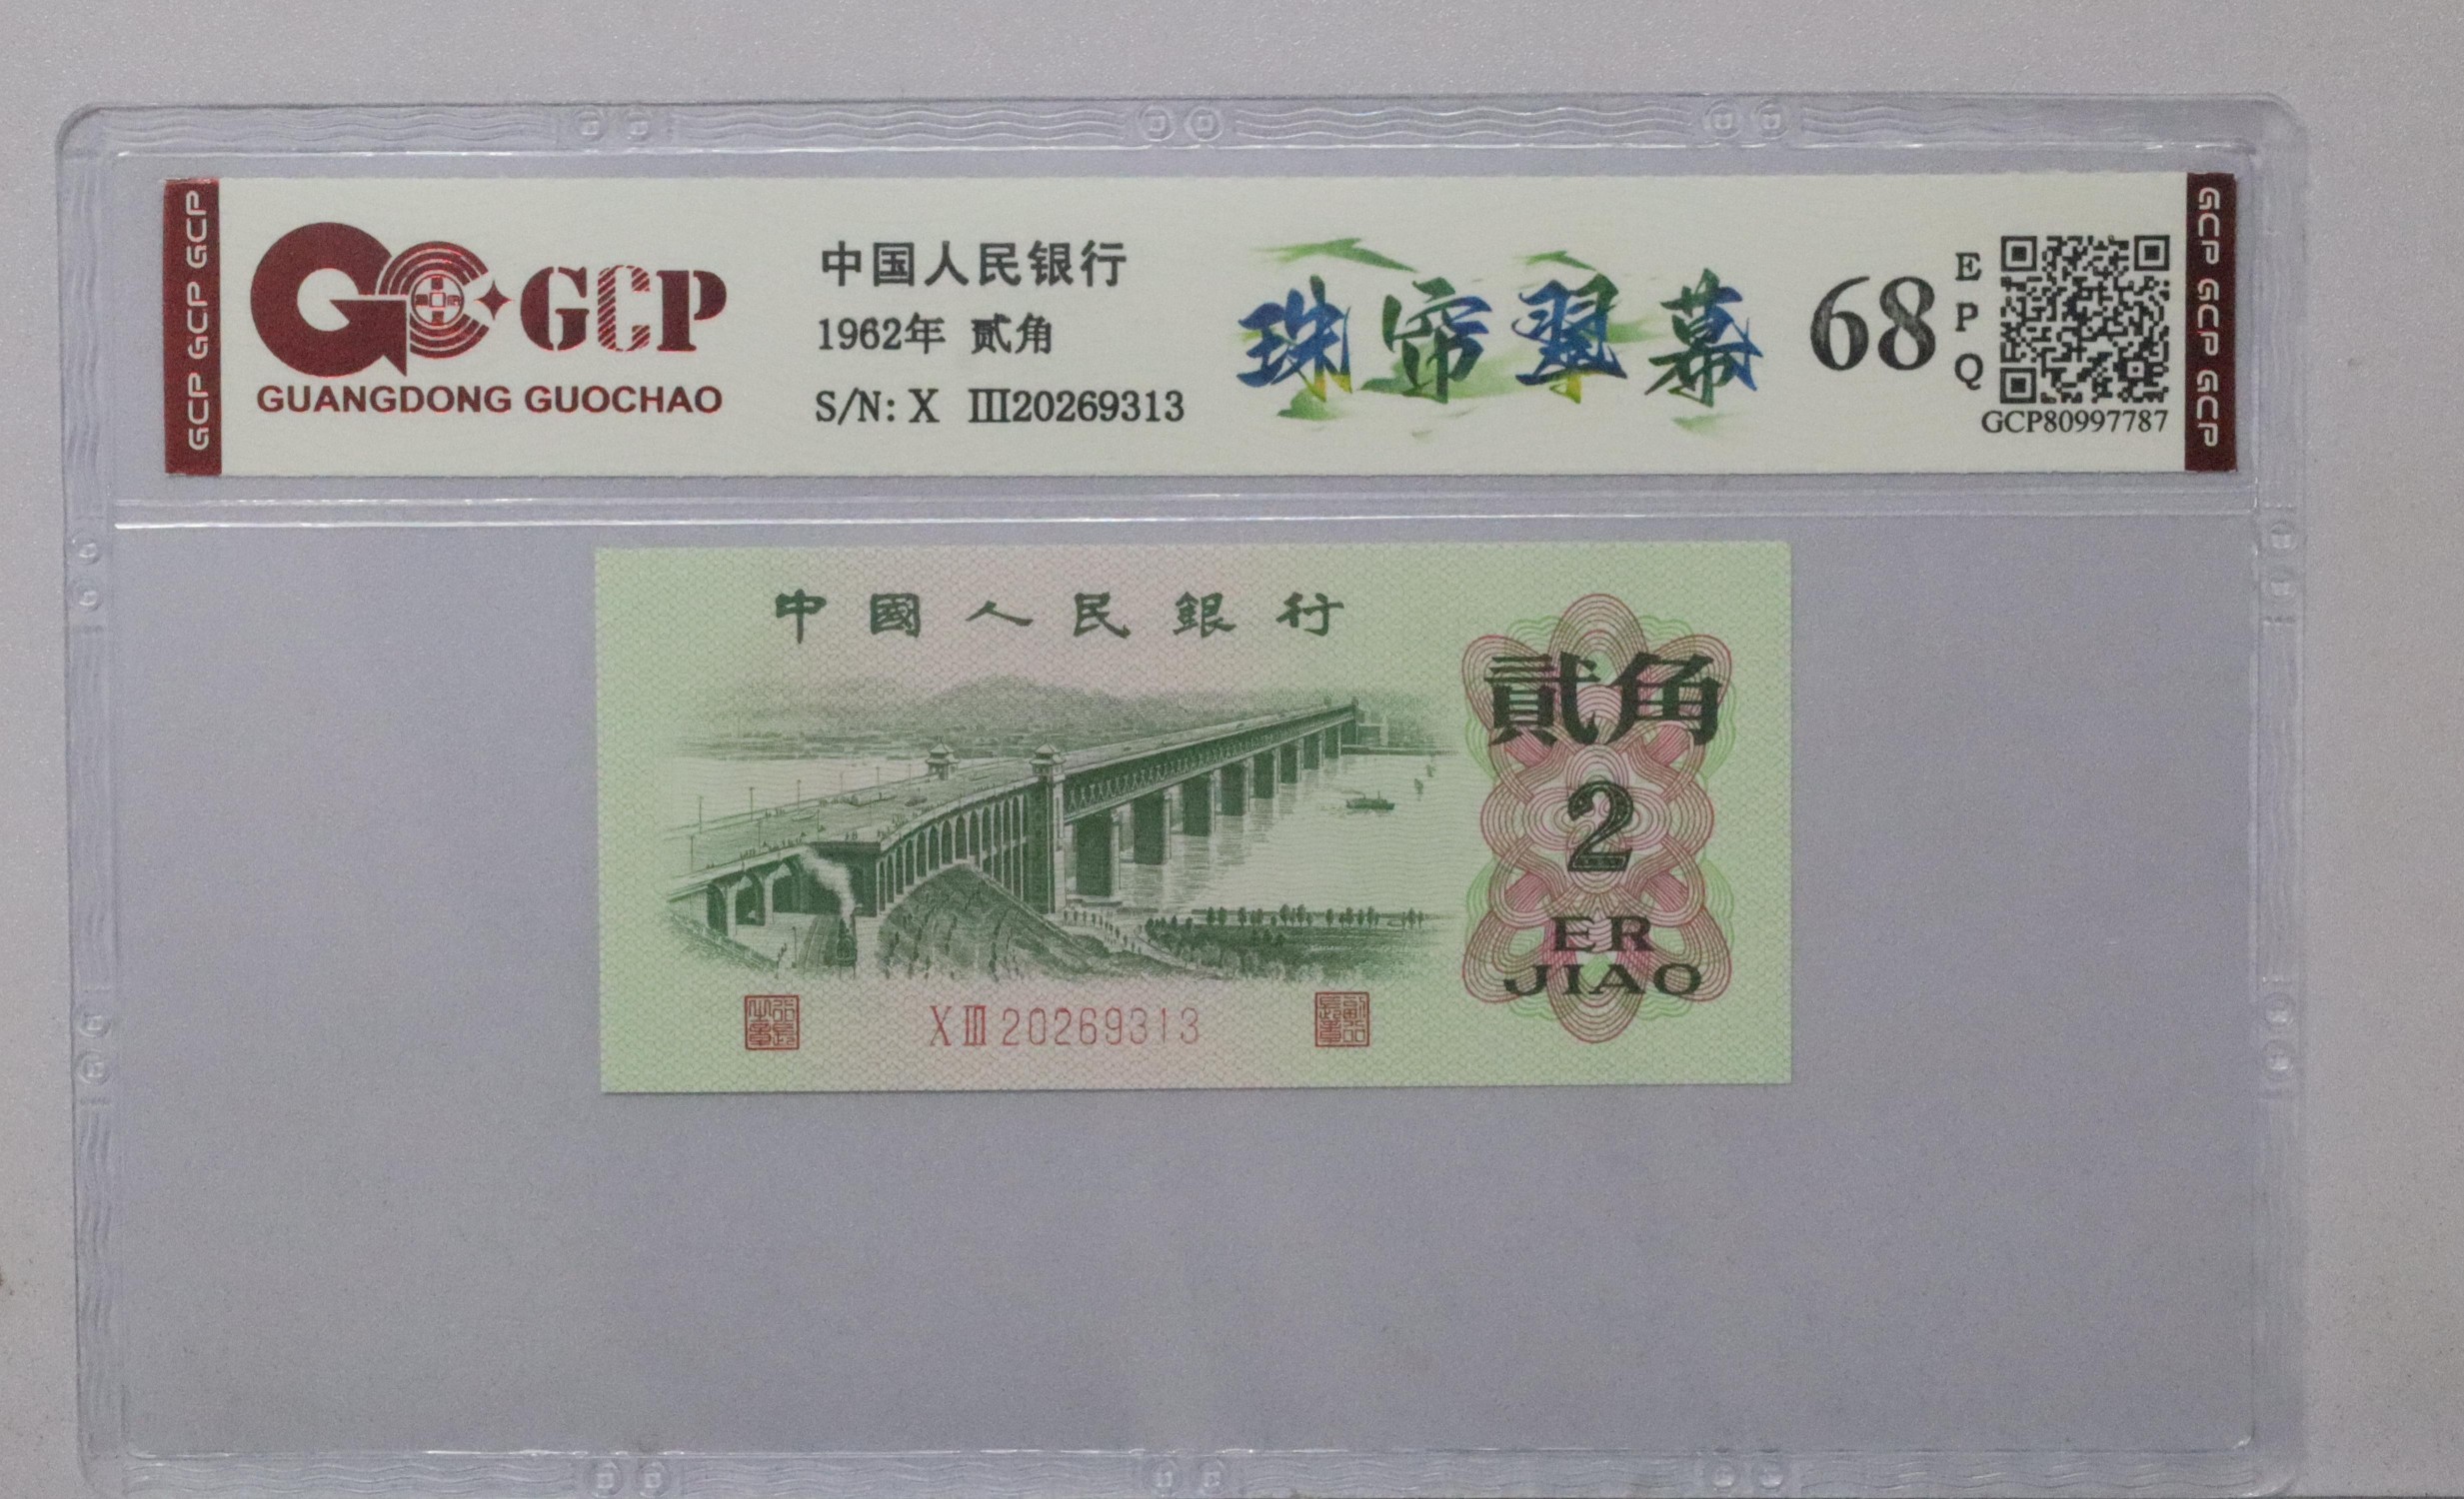 GCP GCP GCP
GCP
GUANGDONG GUOCHAO
中国人民银行
1962年 贰角
S/N: X III20269313
珠帘翠幕
68
EPQ
GCP80997787
GCP GCP GCP
中國人民銀行
貳角
2
ER
JIAO
X III 20269313